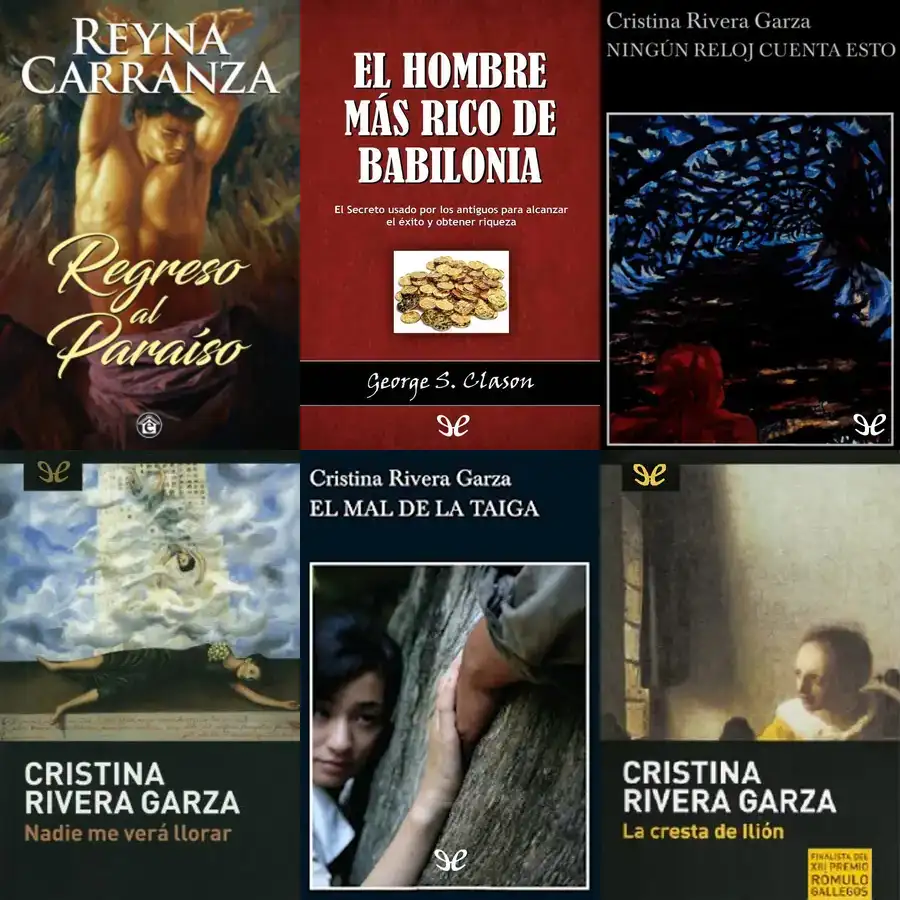 REYNA
CARRANZA
Regreso
al
Paraíso
EL HOMBRE
MÁS RICO DE
BABILONIA
El Secreto usado por los antiguos para alcanzar
el éxito y obtener riqueza
George S. Clason
Cristina Rivera Garza
NINGÚN RELOJ CUENTA ESTO
CRISTINA
RIVERA GARZA
Nadie me verá llorar
Cristina Rivera Garza
EL MAL DE LA TAIGA
CRISTINA
RIVERA GARZA
La cresta de Ilión
FINALISTA DEL
XIII PREMIO
RÓMULO
GALLEGOS